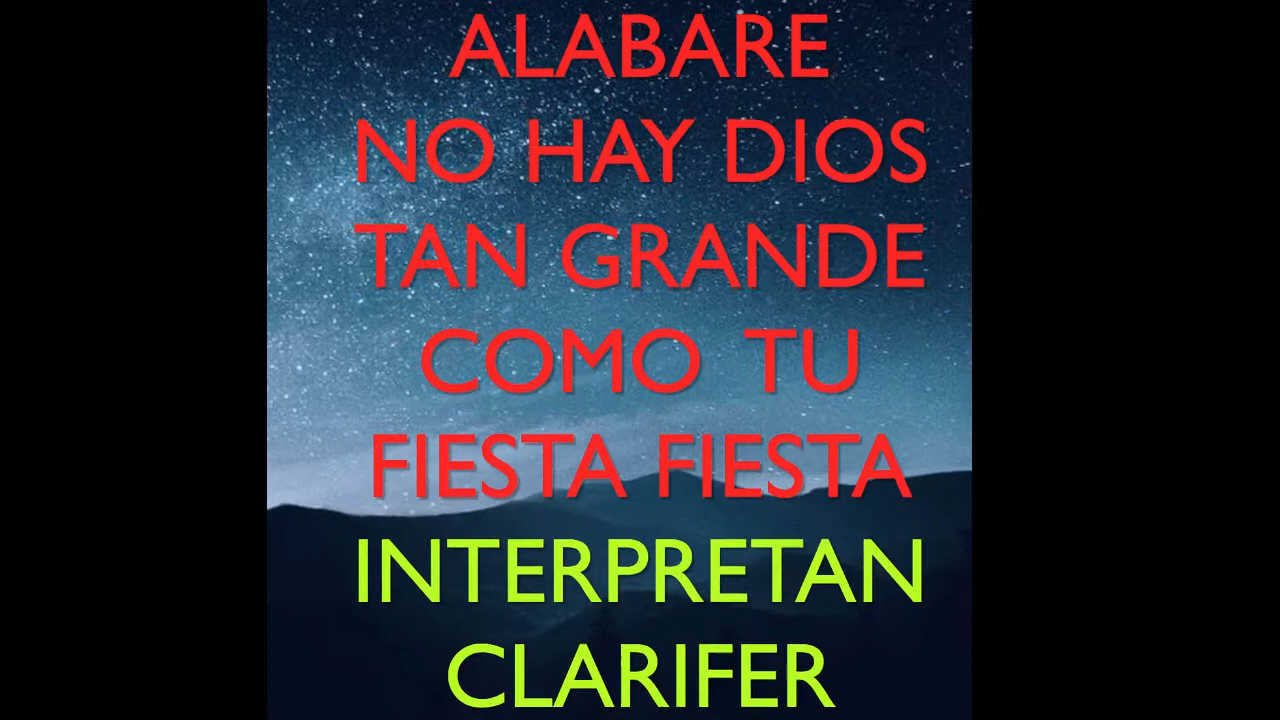 ALABARE
NO HAY DIOS
TAN GRANDE
COMO TU
FIESTA FIESTA
INTERPRETAN
CLARIFER